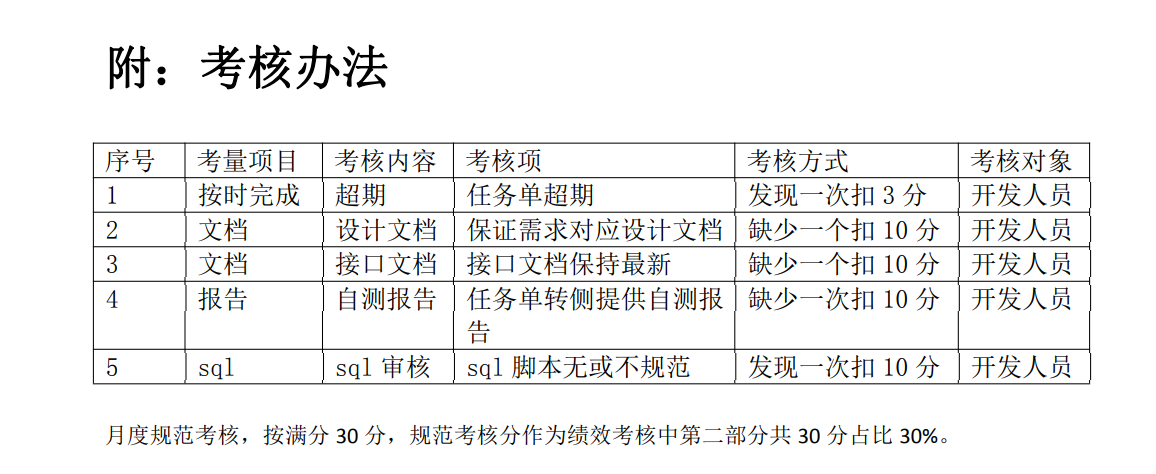 附：考核办法
序号 考量项目 考核内容 考核项 考核方式 考核对象
1 按时完成 超期 任务单超期 发现一次扣 3 分 开发人员
2 文档 设计文档 保证需求对应设计文档 缺少一个扣 10 分 开发人员
3 文档 接口文档 接口文档保持最新 缺少一个扣 10 分 开发人员
4 报告 自测报告 任务单转侧提供自测报 缺少一次扣 10 分 开发人员
告
5 sql sql 审核 sql 脚本无或不规范 发现一次扣 10 分 开发人员
月度规范考核，按满分 30 分，规范考核分作为绩效考核中第二部分共 30 分占比 30%。